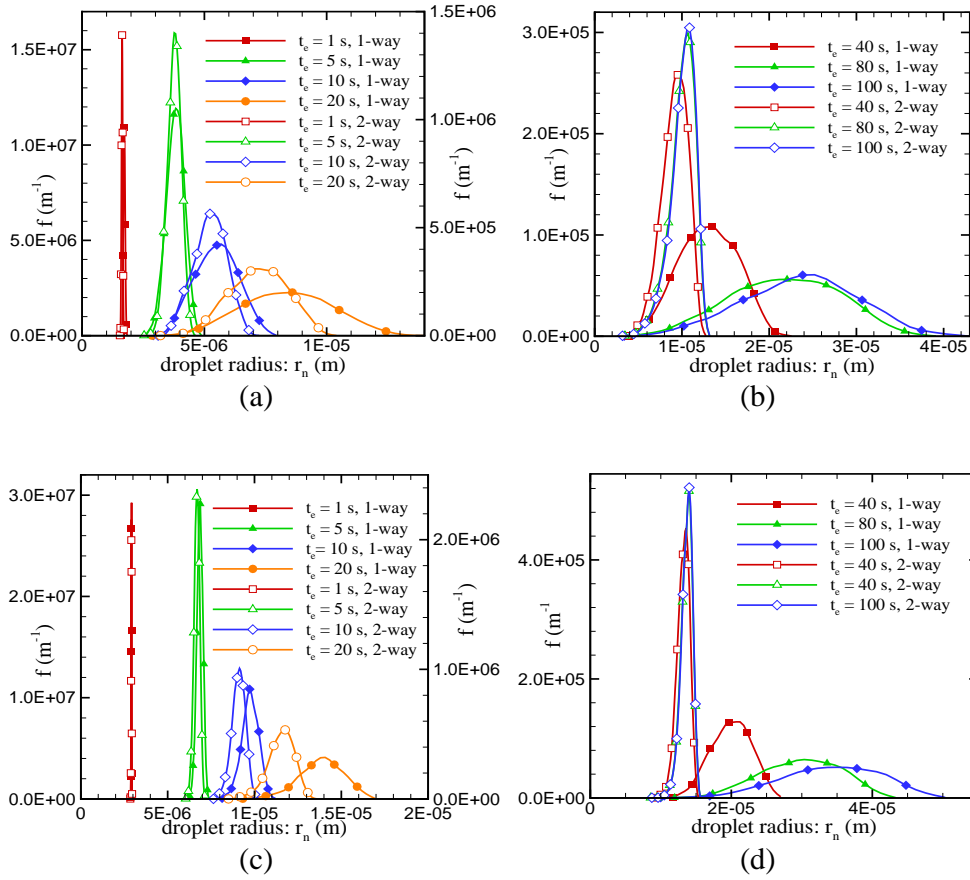 1.5E+06
1.5E+07
1.0E+07
5.0E+06
0.0E+00
f (m⁻¹)
tₑ = 1 s, 1-way
tₑ = 5 s, 1-way
tₑ = 10 s, 1-way
tₑ = 20 s, 1-way
tₑ = 1 s, 2-way
tₑ = 5 s, 2-way
tₑ = 10 s, 2-way
tₑ = 20 s, 2-way
1.0E+06
5.0E+05
0.0E+00
f (m⁻¹)
0
5E-06
1E-05
droplet radius: rₙ (m)
(a)
3.0E+05
2.0E+05
1.0E+05
0.0E+00
f (m⁻¹)
tₑ = 40 s, 1-way
tₑ = 80 s, 1-way
tₑ = 100 s, 1-way
tₑ = 40 s, 2-way
tₑ = 80 s, 2-way
tₑ = 100 s, 2-way
0
1E-05
2E-05
3E-05
4E-05
droplet radius: rₙ (m)
(b)
3.0E+07
2.0E+07
1.0E+07
0.0E+00
f (m⁻¹)
tₑ = 1 s, 1-way
tₑ = 5 s, 1-way
tₑ = 10 s, 1-way
tₑ = 20 s, 1-way
tₑ = 1 s, 2-way
tₑ = 5 s, 2-way
tₑ = 10 s, 2-way
tₑ = 20 s, 2-way
2.0E+06
1.0E+06
0.0E+00
f (m⁻¹)
5E-06
1E-05
1.5E-05
2E-05
droplet radius: rₙ (m)
(c)
4.0E+05
2.0E+05
0.0E+00
f (m⁻¹)
tₑ = 40 s, 1-way
tₑ = 80 s, 1-way
tₑ = 100 s, 1-way
tₑ = 40 s, 2-way
tₑ = 40 s, 2-way
tₑ = 100 s, 2-way
2E-05
4E-05
droplet radius: rₙ (m)
(d)